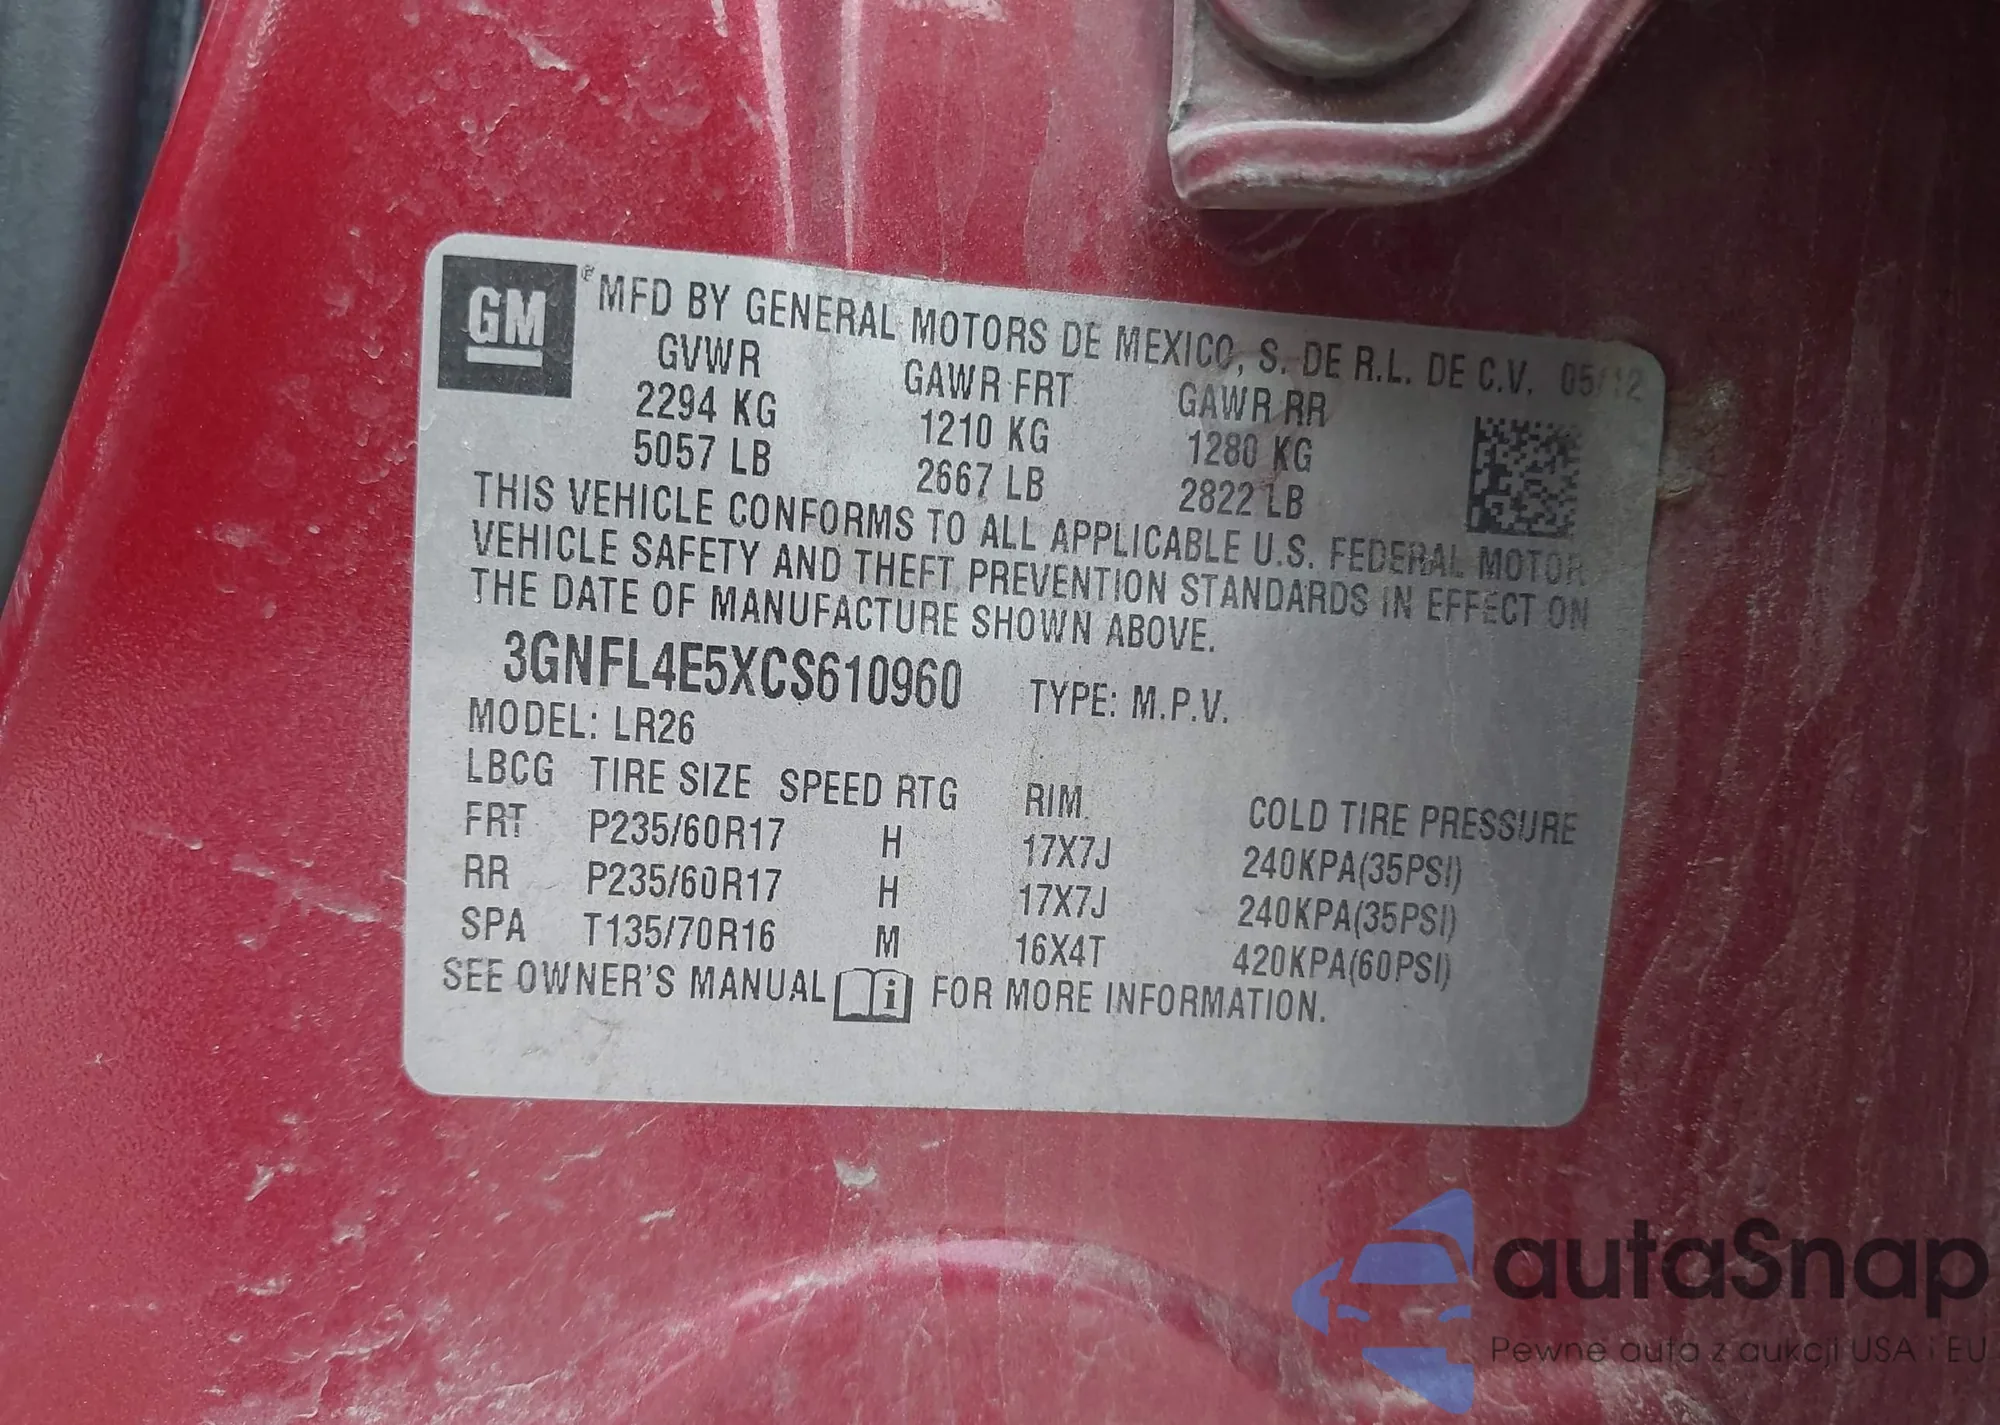 GM
MFD BY GENERAL MOTORS DE MEXICO, S. DE R.L. DE C.V. 05/12
GVWR GAWR FRT GAWR RR
2294 KG 1210 KG 1280 KG
5057 LB 2667 LB 2822 LB
THIS VEHICLE CONFORMS TO ALL APPLICABLE U.S. FEDERAL MOTOR
VEHICLE SAFETY AND THEFT PREVENTION STANDARDS IN EFFECT ON
THE DATE OF MANUFACTURE SHOWN ABOVE.
3GNFL4E5XCS610960 TYPE: M.P.V.
MODEL: LR26
LBCG TIRE SIZE SPEED RTG RIM COLD TIRE PRESSURE
FRT P235/60R17 H 17X7J 240KPA(35PSI)
RR P235/60R17 H 17X7J 240KPA(35PSI)
SPA T135/70R16 M 16X4T 420KPA(60PSI)
SEE OWNER'S MANUAL i FOR MORE INFORMATION.
autaSnap
Pewne auta z aukcji USA i EU